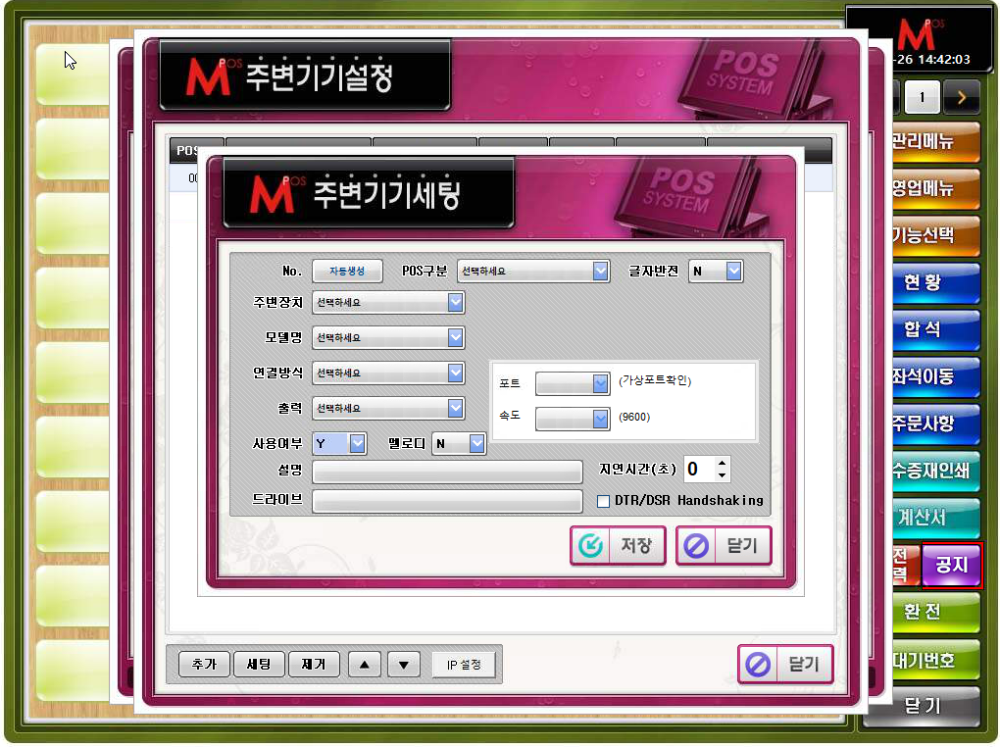 MPOS
-26 14:42:03
MPOS 주변기기설정
POS SYSTEM
1
관리메뉴
영업메뉴
기능선택
현 황
합 석
좌석이동
주문사항
수증재인쇄
계산서
전
력
공지
환 전
대기번호
닫 기
POS
00
MPOS 주변기기세팅
POS SYSTEM
No. 자동생성 POS구분 선택하세요 글자반전 N
주변장치 선택하세요
모델명 선택하세요
연결방식 선택하세요
포트 (가상포트확인)
출력 선택하세요
속도 (9600)
사용여부 Y 멜로디 N
설명 지연시간(초) 0
드라이브 DTR/DSR Handshaking
저장 닫기
추가 세팅 제거 ▲ ▼ IP 설정 닫기